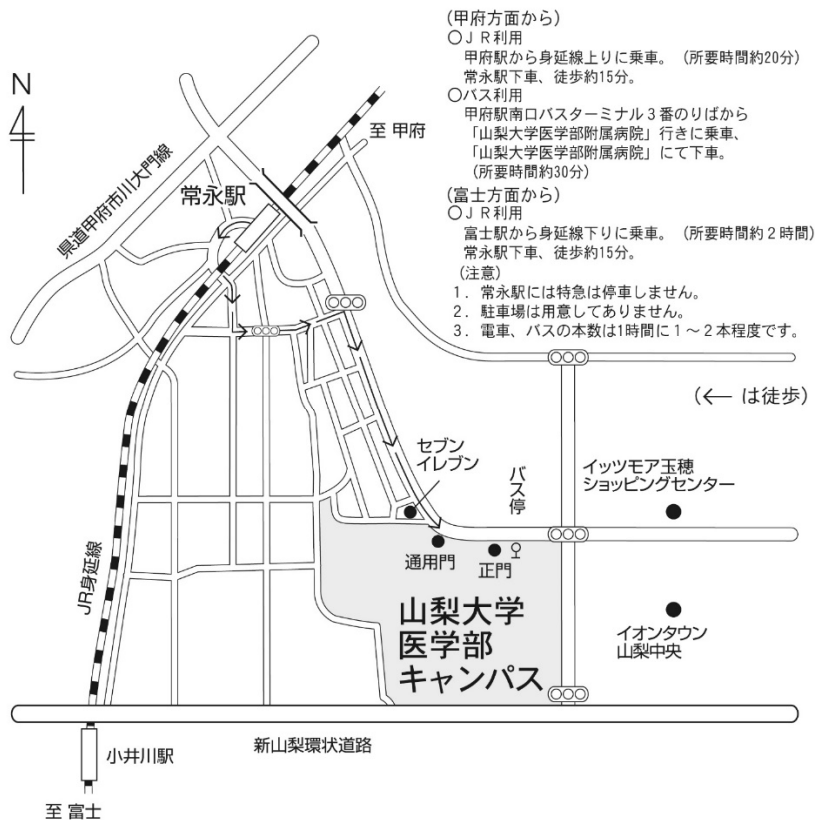 (甲府方面から)
○ＪＲ利用
甲府駅から身延線上りに乗車。（所要時間約20分）
常永駅下車、徒歩約15分。
○バス利用
甲府駅南口バスターミナル３番のりばから
「山梨大学医学部附属病院」行きに乗車、
「山梨大学医学部附属病院」にて下車。
（所要時間約30分）
(富士方面から)
○ＪＲ利用
富士駅から身延線下りに乗車。（所要時間約２時間）
常永駅下車、徒歩約15分。
（注意）
１．常永駅には特急は停車しません。
２．駐車場は用意してありません。
３．電車、バスの本数は1時間に１～２本程度です。
N
至 甲府
県道甲府市川大門線
常永駅
(← は徒歩)
セブン
イレブン
バス停
イッツモア玉穂
ショッピングセンター
通用門
正門
JR身延線
山梨大学
医学部
キャンパス
イオンタウン
山梨中央
小井川駅
新山梨環状道路
至 富士